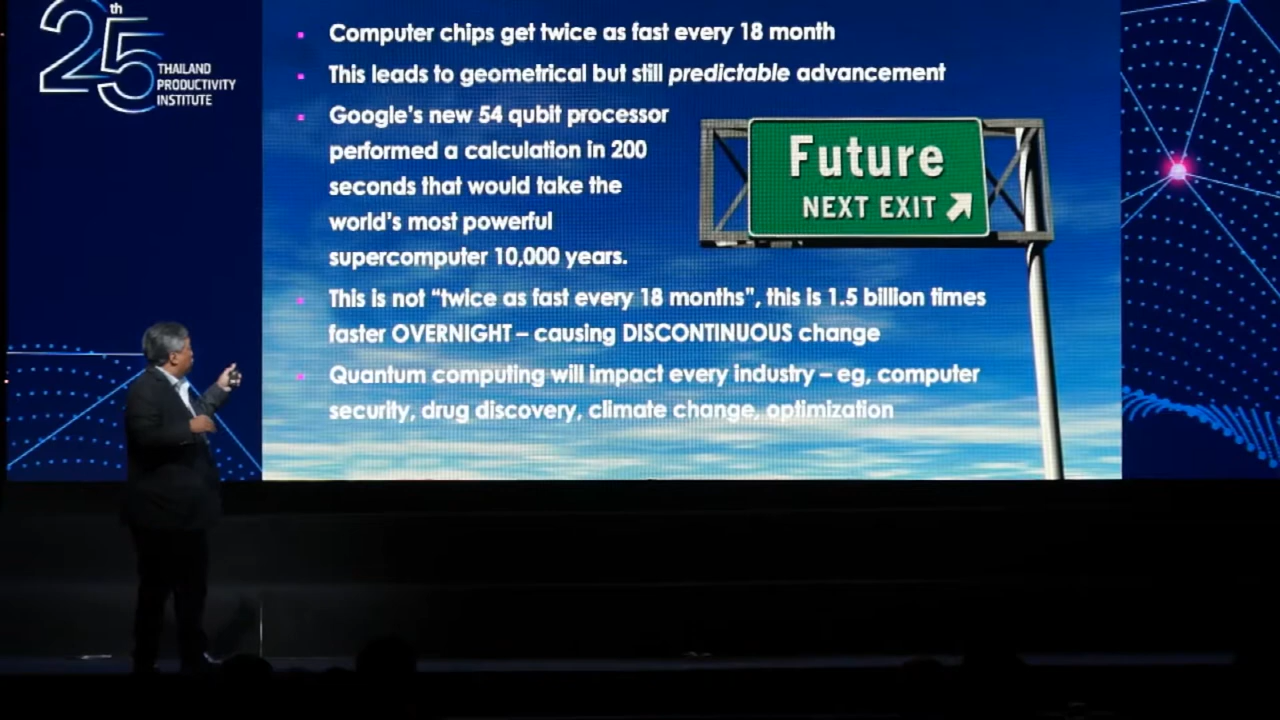 25th
THAILAND
PRODUCTIVITY
INSTITUTE
Computer chips get twice as fast every 18 month
This leads to geometrical but still predictable advancement
Google's new 54 qubit processor
performed a calculation in 200
seconds that would take the
world's most powerful
supercomputer 10,000 years.
This is not “twice as fast every 18 months”, this is 1.5 billion times
faster OVERNIGHT – causing DISCONTINUOUS change
Quantum computing will impact every industry – eg, computer
security, drug discovery, climate change, optimization
Future
NEXT EXIT